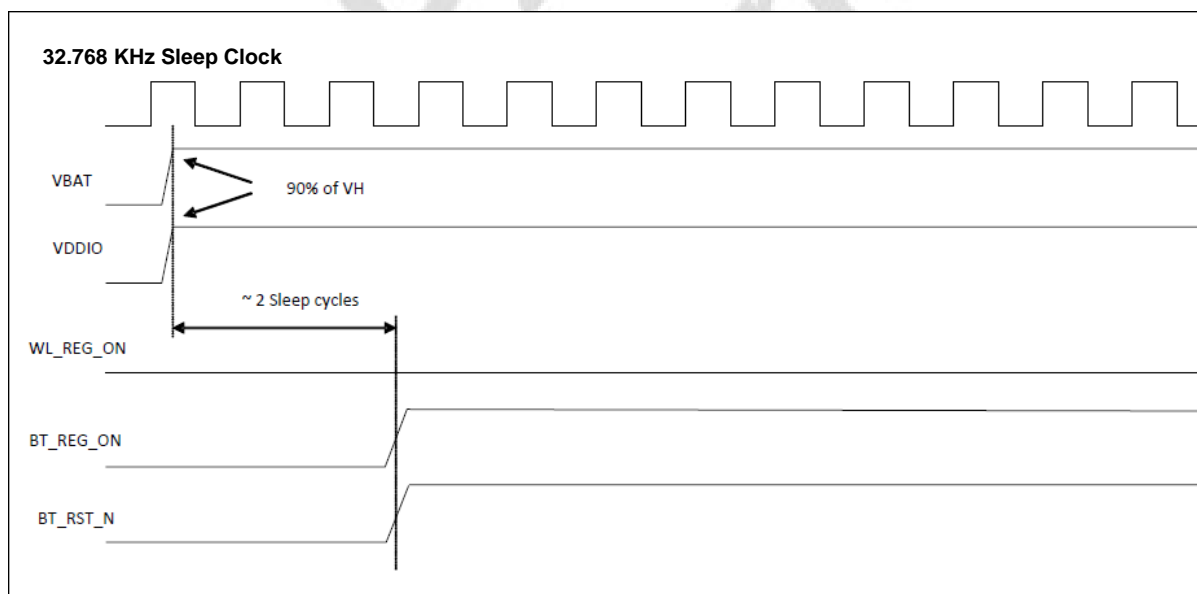 32.768 KHz Sleep Clock
VBAT
90% of VH
VDDIO
~ 2 Sleep cycles
WL_REG_ON
BT_REG_ON
BT_RST_N